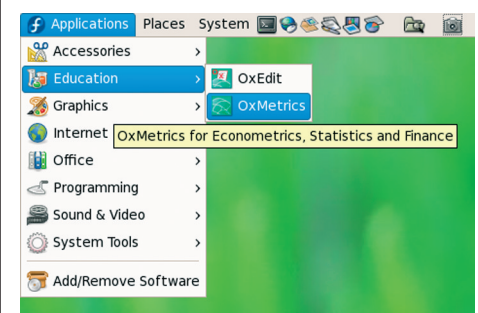 Applications Places System
Accessories
Education
OxEdit
Graphics
OxMetrics
Internet
OxMetrics for Econometrics, Statistics and Finance
Office
Programming
Sound & Video
System Tools
Add/Remove Software